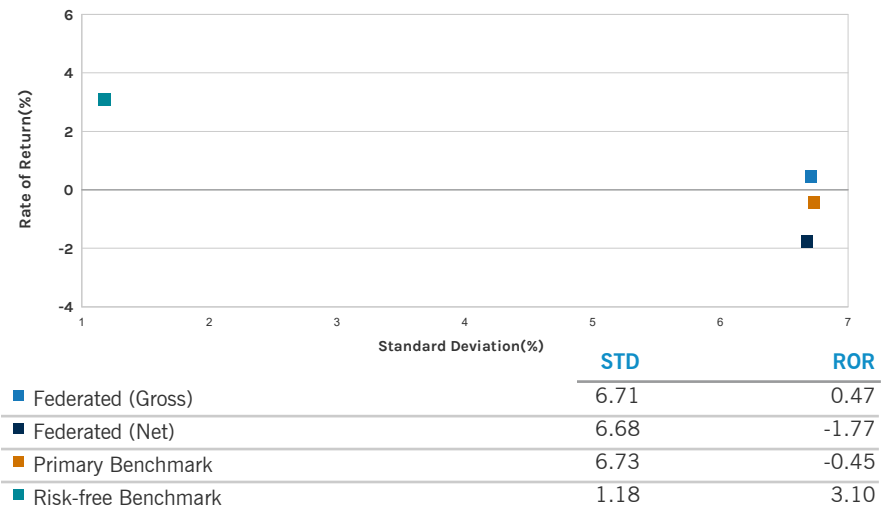 6
4
2
0
-2
-4
Rate of Return(%)
1 2 3 4 5 6 7
Standard Deviation(%)
STD ROR
Federated (Gross) 6.71 0.47
Federated (Net) 6.68 -1.77
Primary Benchmark 6.73 -0.45
Risk-free Benchmark 1.18 3.10